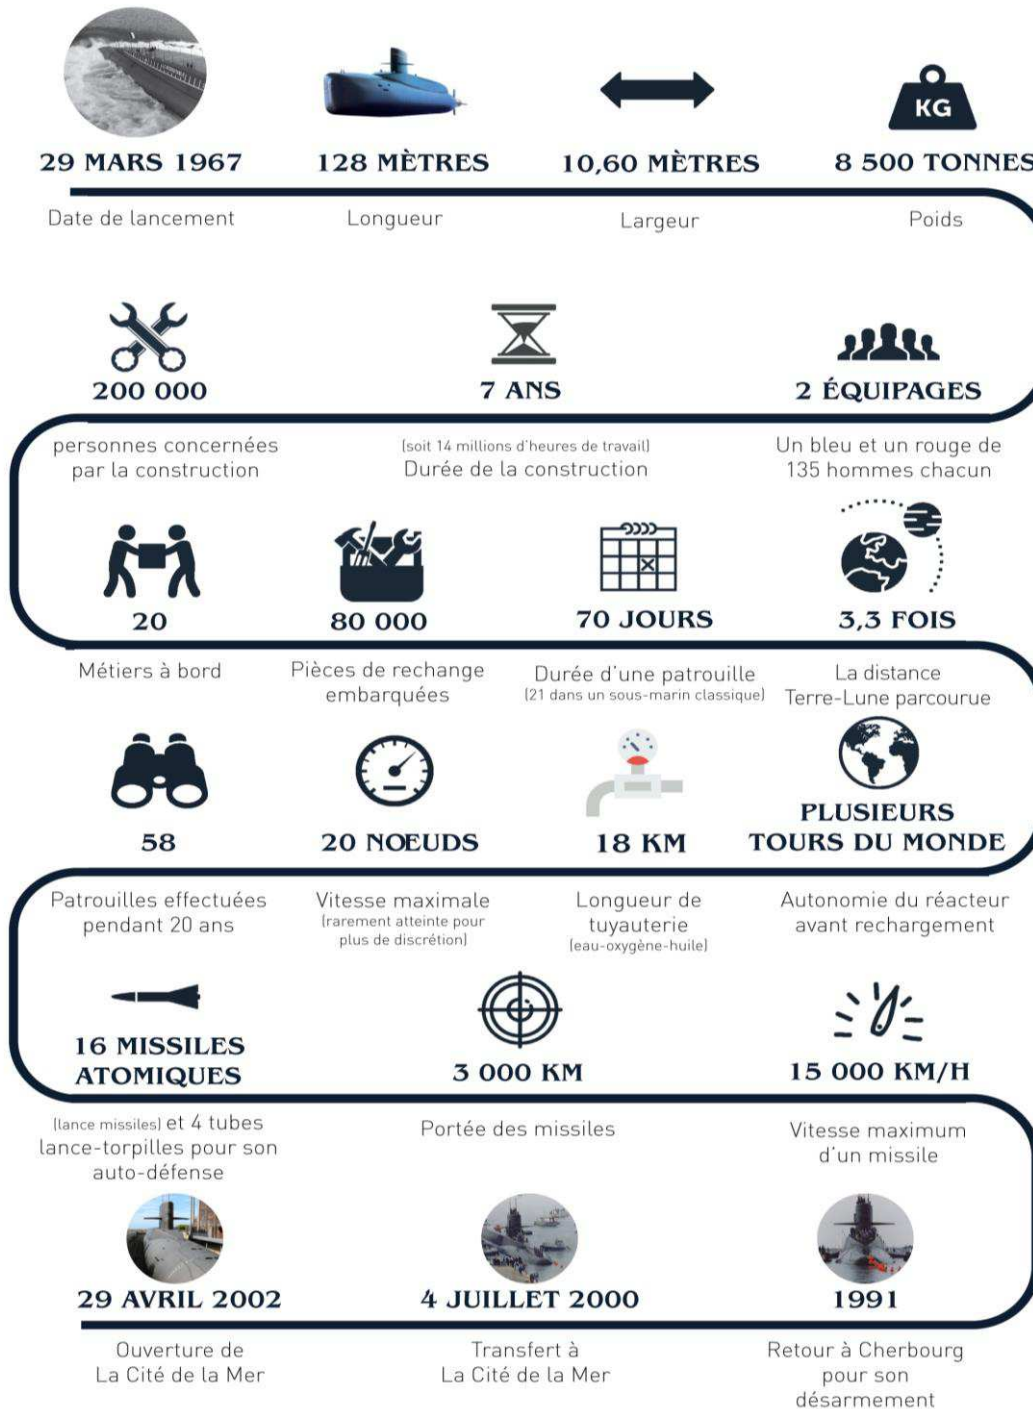 KG
29 MARS 1967
128 MÈTRES
10,60 MÈTRES
8 500 TONNES
Date de lancement
Longueur
Largeur
Poids
200 000
7 ANS
2 ÉQUIPAGES
personnes concernées
par la construction
(soit 14 millions d'heures de travail)
Durée de la construction
Un bleu et un rouge de
135 hommes chacun
20
80 000
70 JOURS
3,3 FOIS
Métiers à bord
Pièces de rechange
embarquées
Durée d'une patrouille
(21 dans un sous-marin classique)
La distance
Terre-Lune parcourue
58
20 NŒUDS
18 KM
PLUSIEURS
TOURS DU MONDE
Patrouilles effectuées
pendant 20 ans
Vitesse maximale
(rarement atteinte pour
plus de discrétion)
Longueur de
tuyauterie
(eau-oxygène-huile)
Autonomie du réacteur
avant rechargement
16 MISSILES
ATOMIQUES
3 000 KM
15 000 KM/H
(lance missiles) et 4 tubes
lance-torpilles pour son
auto-défense
Portée des missiles
Vitesse maximum
d'un missile
29 AVRIL 2002
4 JUILLET 2000
1991
Ouverture de
La Cité de la Mer
Transfert à
La Cité de la Mer
Retour à Cherbourg
pour son
désarmement